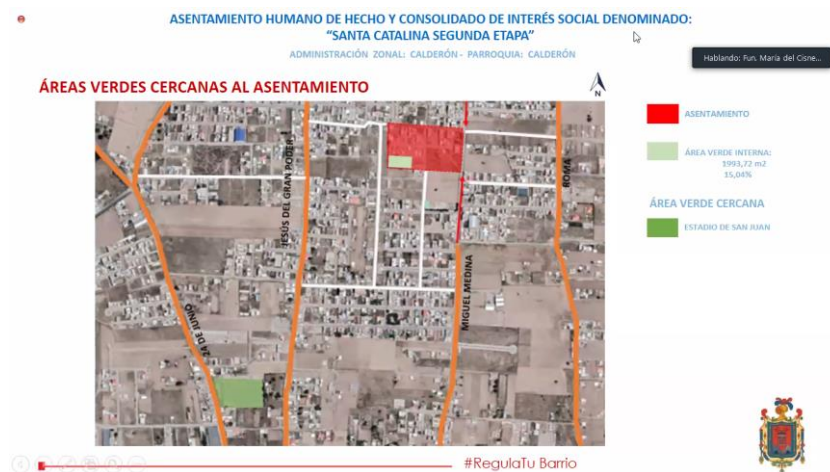 ASENTAMIENTO HUMANO DE HECHO Y CONSOLIDADO DE INTERÉS SOCIAL DENOMINADO:
“SANTA CATALINA SEGUNDA ETAPA”
ADMINISTRACIÓN ZONAL: CALDERÓN - PARROQUIA: CALDERÓN
Hablando: Fun. Maria del Cisne...
ÁREAS VERDES CERCANAS AL ASENTAMIENTO
N
ASENTAMIENTO
ÁREA VERDE INTERNA:
1993,72 m2
15,04%
ÁREA VERDE CERCANA
ESTADIO DE SAN JUAN
JESÚS DEL GRAN PODER
ROMA
MIGUEL MEDINA
24 DE JUNIO
#RegulaTu Barrio